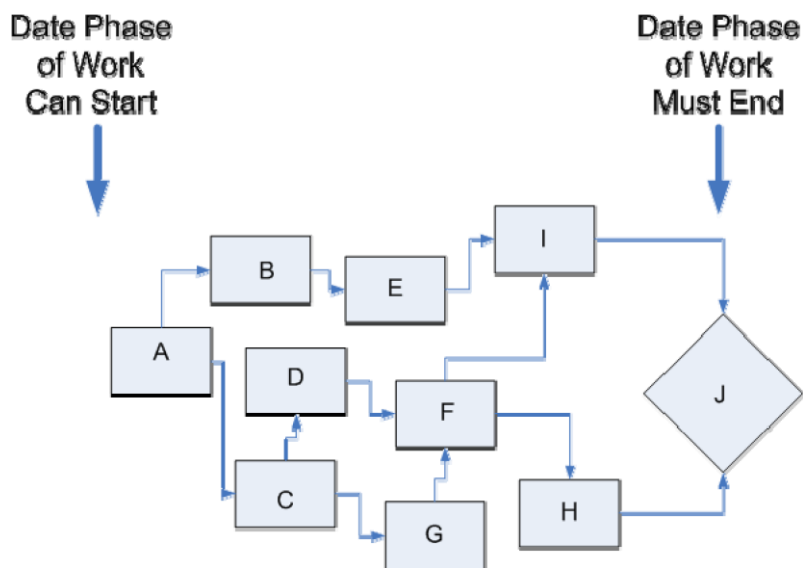 Date Phase
of Work
Can Start
Date Phase
of Work
Must End
I
B
E
A
D
J
F
C
H
G